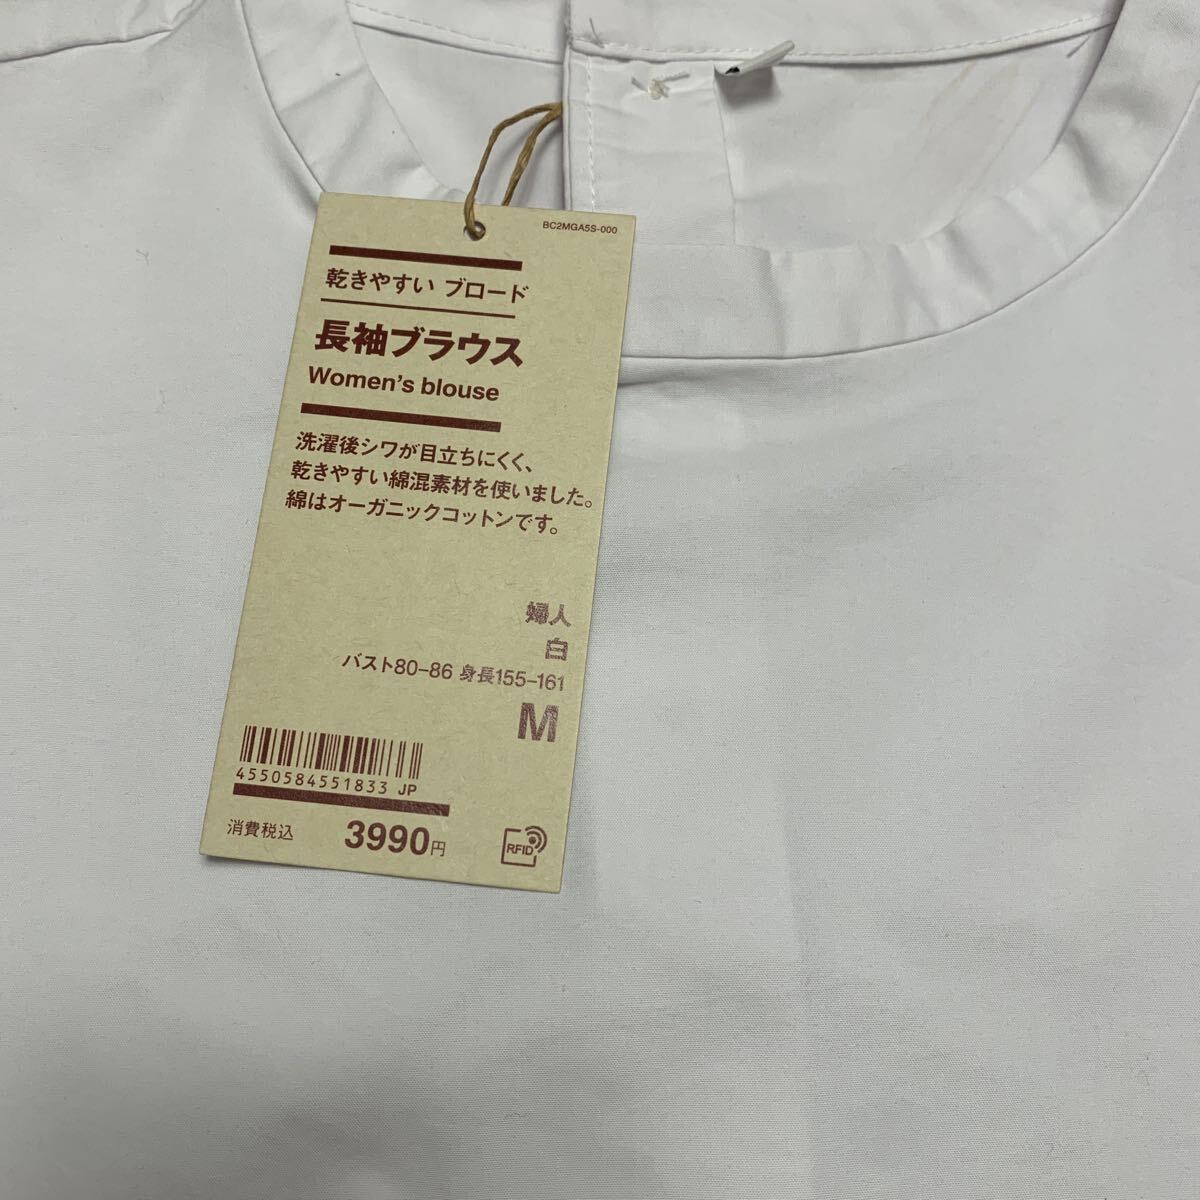 BC2MGA5S-000
乾きやすい ブロード
長袖ブラウス
Women's blouse
洗濯後シワが目立ちにくく、
乾きやすい綿混素材を使いました。
綿はオーガニックコットンです。
婦人
白
バスト80–86 身長155–161
M
4550584551833 JP
消費税込 3990円
RFID